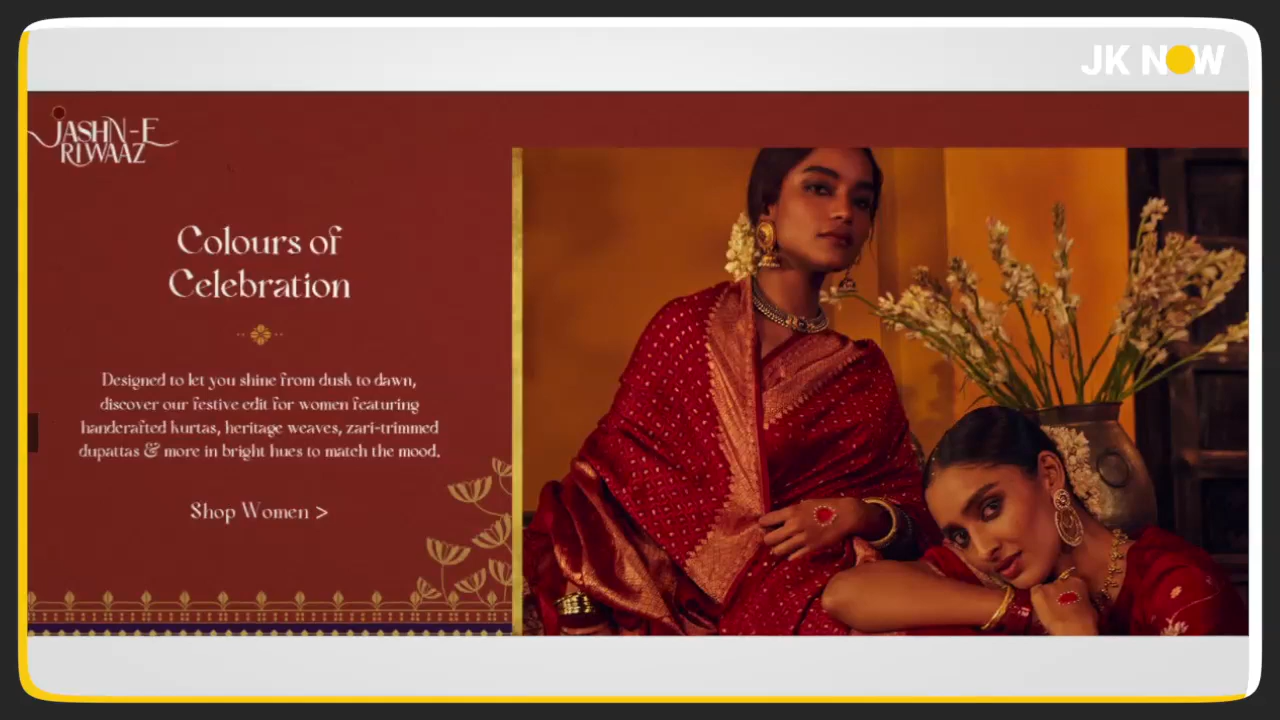 JK NOW
JASHN-E
RIWAAZ
Colours of
Celebration
Designed to let you shine from dusk to dawn,
discover our festive edit for women featuring
handcrafted kurtas, heritage weaves, zari-trimmed
dupattas & more in bright hues to match the mood.
Shop Women >